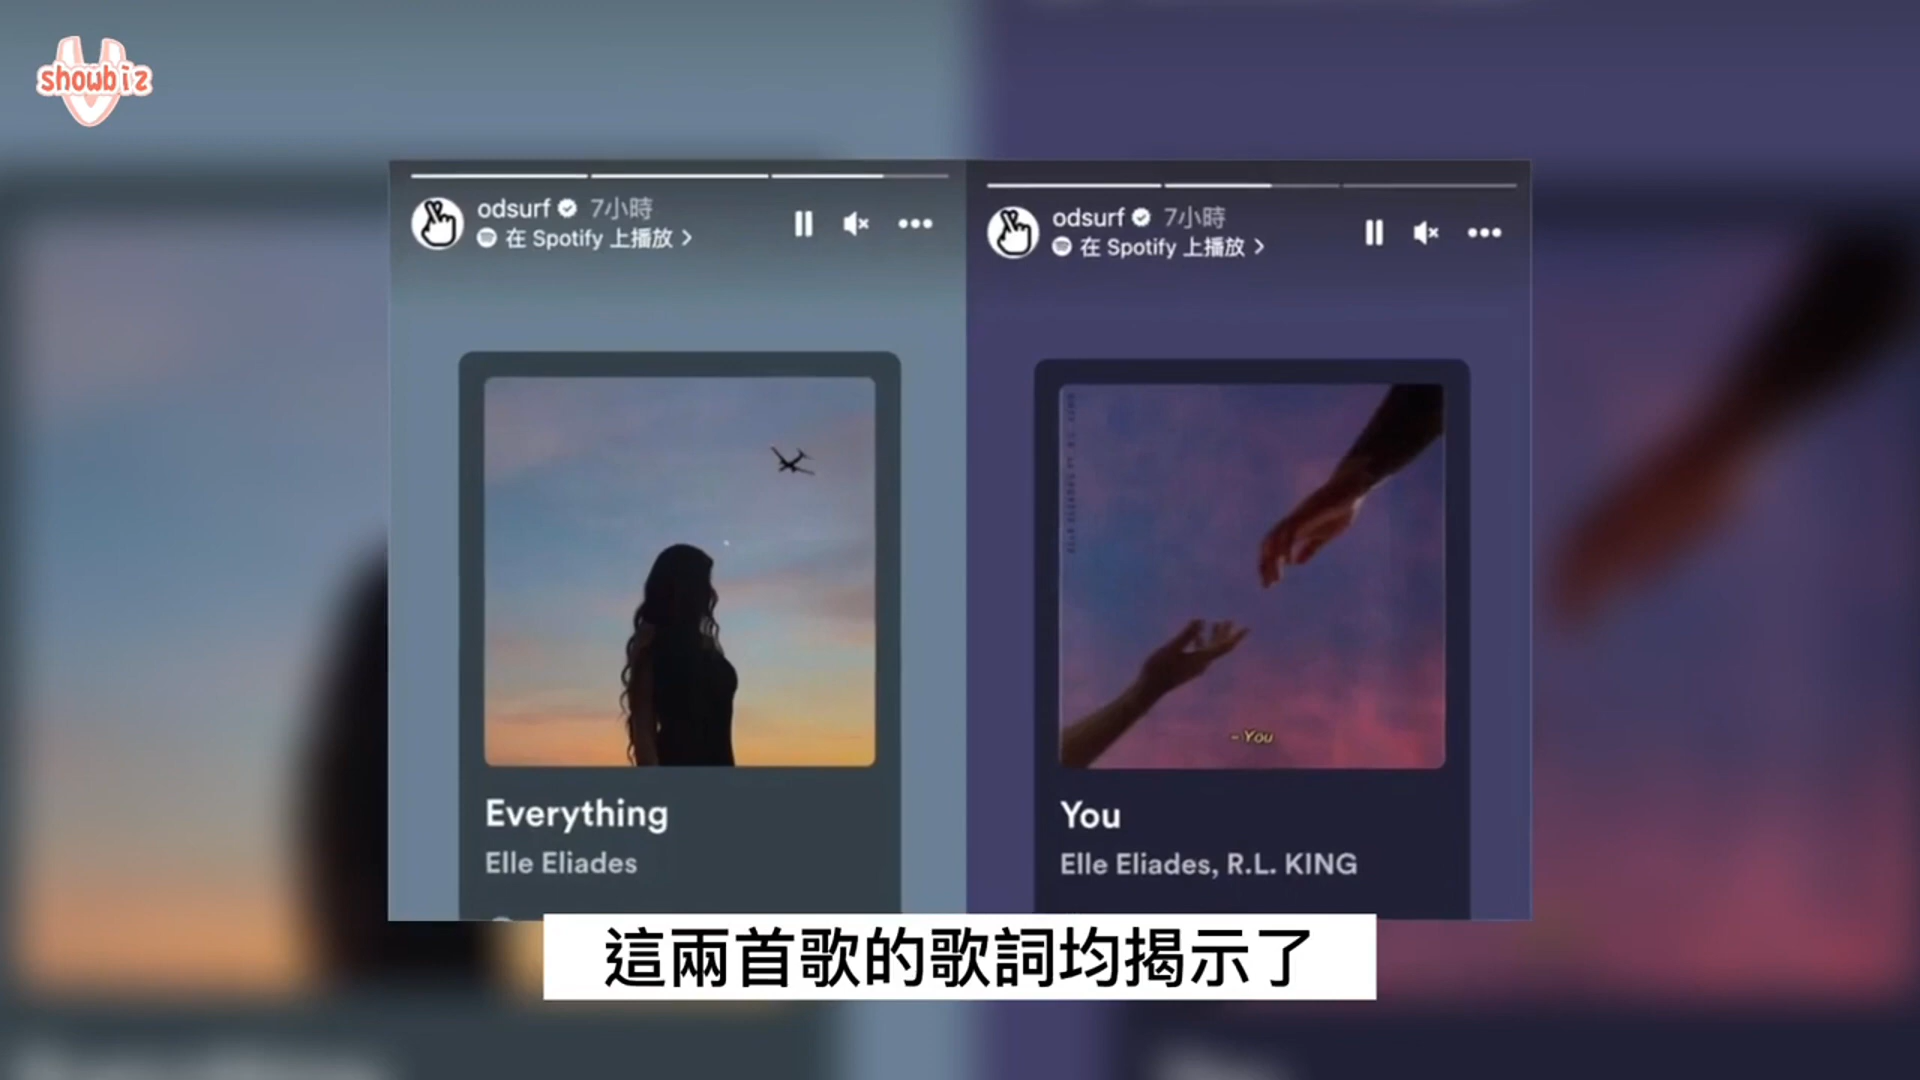 showbiz
odsurf 7小時
在 Spotify 上播放
odsurf 7小時
在 Spotify 上播放
- You
Everything
Elle Eliades
You
Elle Eliades, R.L. KING
這兩首歌的歌詞均揭示了